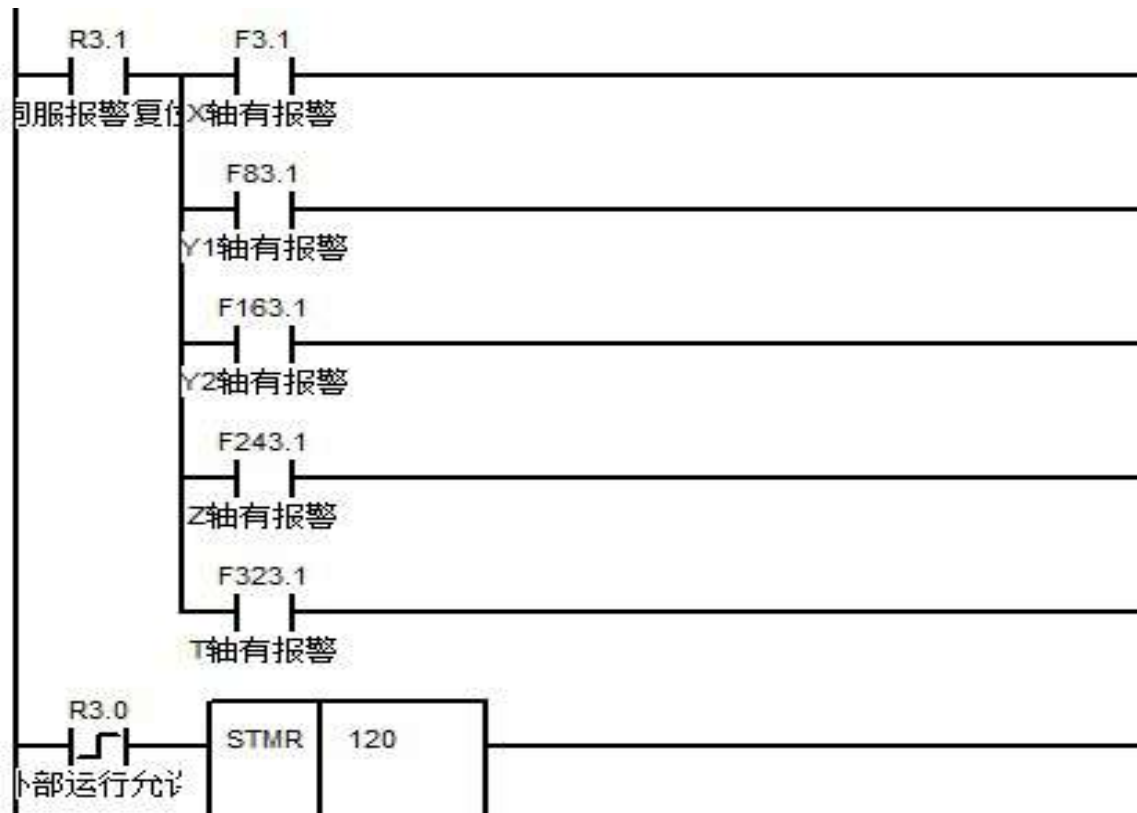 R3.1 F3.1
伺服报警复位 X轴有报警
F83.1
Y1轴有报警
F163.1
Y2轴有报警
F243.1
Z轴有报警
F323.1
T轴有报警
R3.0
STMR 120
外部运行允许